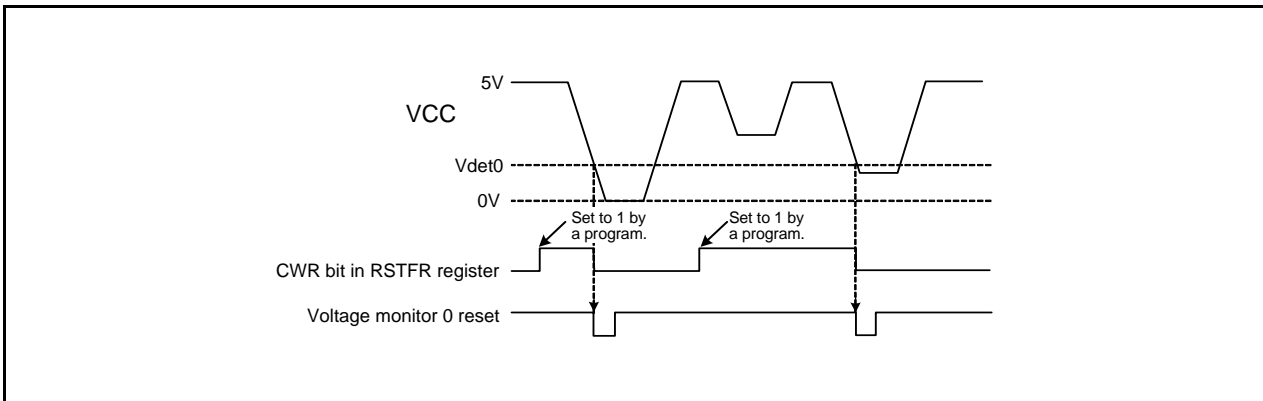 5V
VCC
Vdet0
0V
Set to 1 by
a program.
Set to 1 by
a program.
CWR bit in RSTFR register
Voltage monitor 0 reset